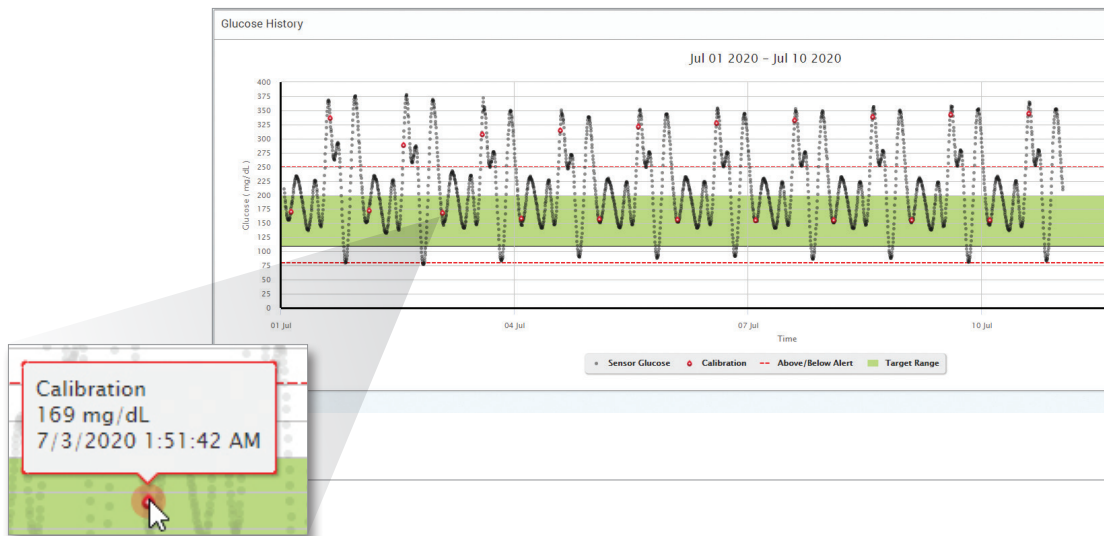 Glucose History
Jul 01 2020 - Jul 10 2020
400
375
350
325
300
275
250
225
200
175
150
125
100
75
50
25
0
Glucose ( mg/dL )
01 Jul
04 Jul
07 Jul
10 Jul
Time
Sensor Glucose
Calibration
Above/Below Alert
Target Range
Calibration
169 mg/dL
7/3/2020 1:51:42 AM